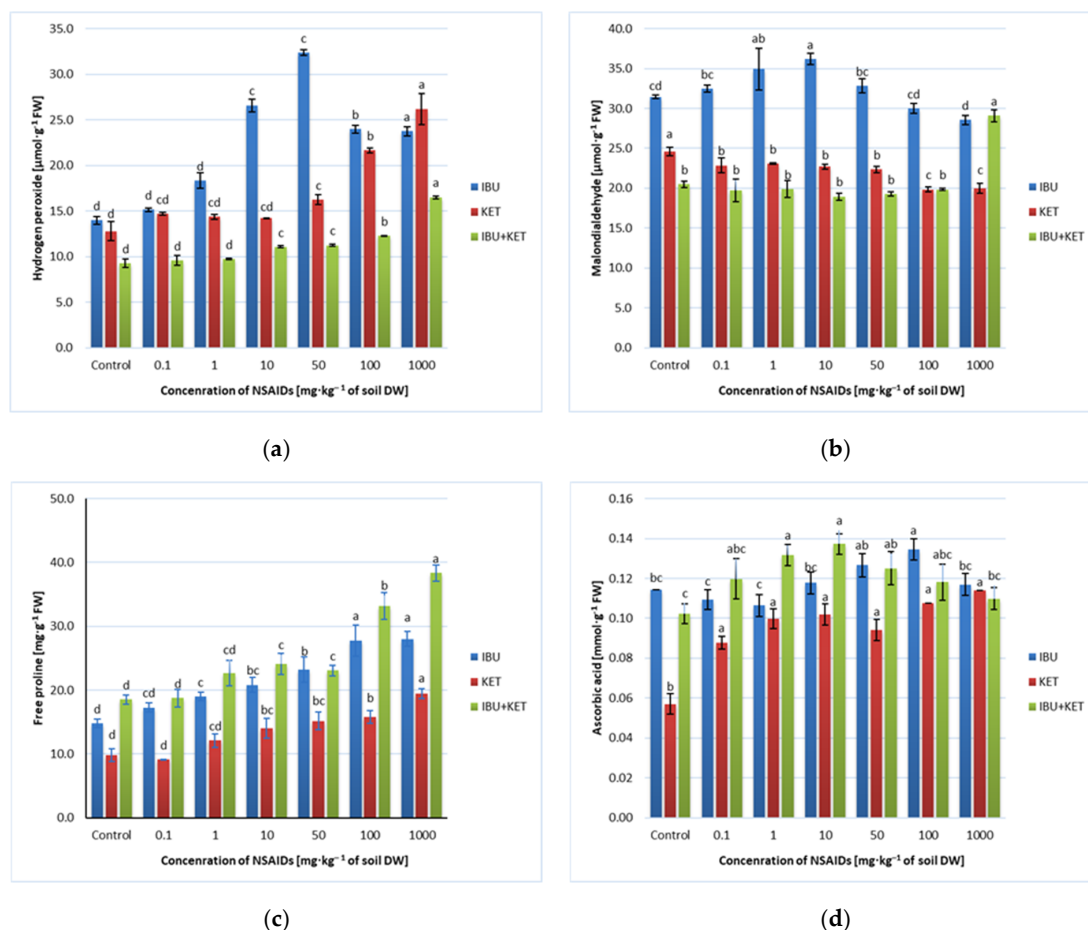 35.0
30.0
25.0
20.0
15.0
10.0
5.0
0.0
Hydrogen peroxide [µmol·g⁻¹ FW]
d d d
d cd d
d cd d
c cd cd
c c c
b b b
a a a
Control 0.1 1 10 50 100 1000
Concenration of NSAIDs [mg·kg⁻¹ of soil DW]
IBU
KET
IBU+KET
(a)
40.0
35.0
30.0
25.0
20.0
15.0
10.0
5.0
0.0
Malondialdehyde [µmol·g⁻¹ FW]
cd a b
bc b b
ab b b
a b b
bc b b
cd c b
d c a
Control 0.1 1 10 50 100 1000
Concenration of NSAIDs [mg·kg⁻¹ of soil DW]
IBU
KET
IBU+KET
(b)
50.0
40.0
30.0
20.0
10.0
0.0
Free proline [mg·g⁻¹ FW]
d d d
cd d d
c cd cd
bc bc c
b bc c
a b b
a a a
Control 0.1 1 10 50 100 1000
Concenration of NSAIDs [mg·kg⁻¹ of soil DW]
IBU
KET
IBU+KET
(c)
0.16
0.14
0.12
0.10
0.08
0.06
0.04
0.02
0.00
Ascorbic acid [mmol·g⁻¹ FW]
bc b c
c a abc
c a a
bc a a
ab a ab
a a abc
bc a bc
Control 0.1 1 10 50 100 1000
Concenration of NSAIDs [mg·kg⁻¹ of soil DW]
IBU
KET
IBU+KET
(d)